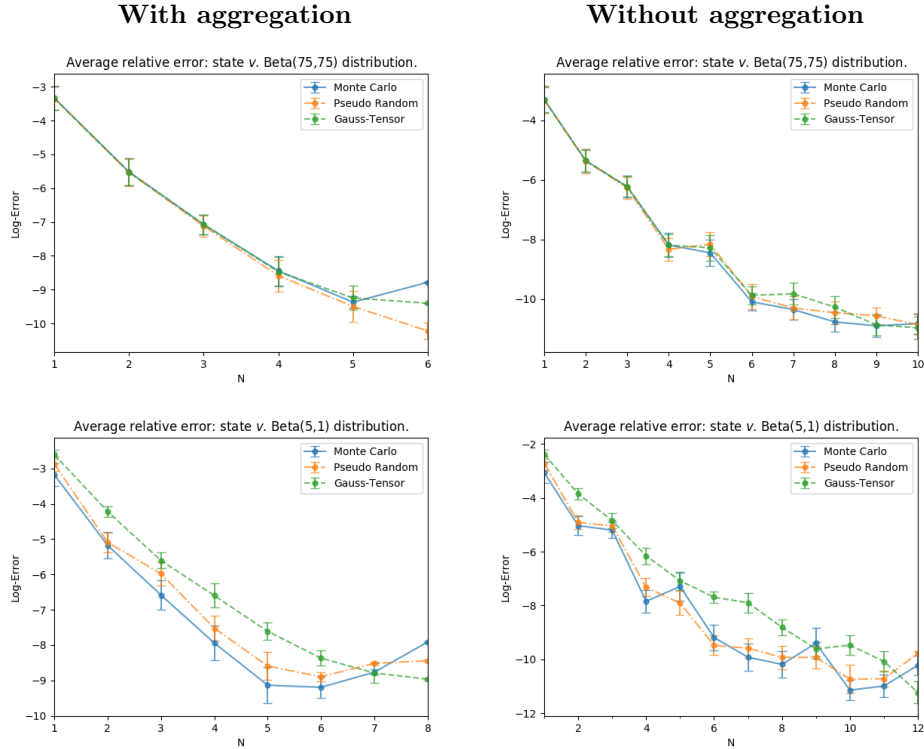 With aggregation
Without aggregation
Average relative error: state v. Beta(75,75) distribution.
−3
−4
−5
−6
−7
−8
−9
−10
Log-Error
Monte Carlo
Pseudo Random
Gauss-Tensor
1 2 3 4 5 6
N
Average relative error: state v. Beta(75,75) distribution.
−4
−6
−8
−10
Log-Error
Monte Carlo
Pseudo Random
Gauss-Tensor
1 2 3 4 5 6 7 8 9 10
N
Average relative error: state v. Beta(5,1) distribution.
−3
−4
−5
−6
−7
−8
−9
−10
Log-Error
Monte Carlo
Pseudo Random
Gauss-Tensor
1 2 3 4 5 6 7 8
N
Average relative error: state v. Beta(5,1) distribution.
−2
−4
−6
−8
−10
−12
Log-Error
Monte Carlo
Pseudo Random
Gauss-Tensor
2 4 6 8 10 12
N